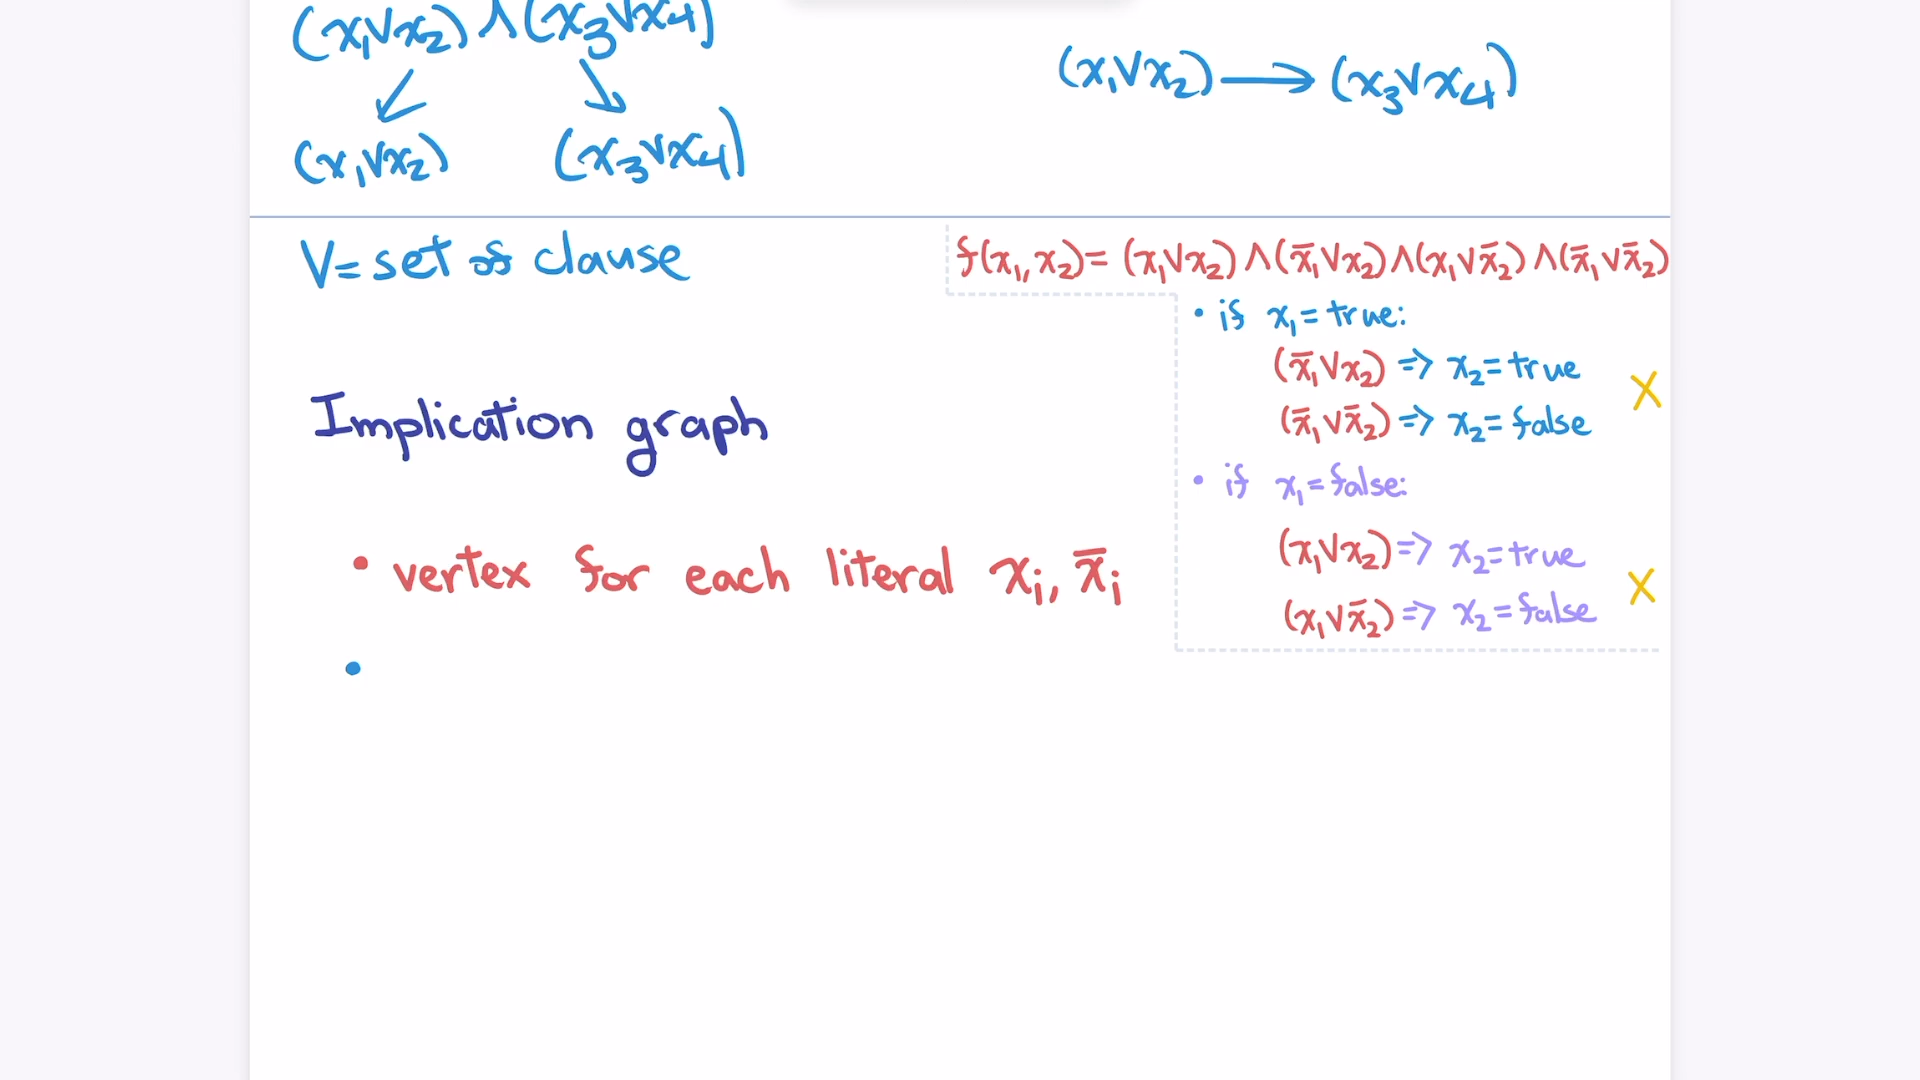 (x₁∨x₂) ∧ (x₃∨x₄)
(x₁∨x₂) (x₃∨x₄)
(x₁∨x₂) ⟶ (x₃∨x₄)
V= set of clause
Implication graph
• vertex for each literal xᵢ, x̅ᵢ
•
f(x₁, x₂)= (x₁∨x₂) ∧ (x̅₁∨x₂) ∧ (x₁∨x̅₂) ∧ (x̅₁∨x̅₂)
• if x₁ = true:
(x̅₁∨x₂) => x₂ = true
X
(x̅₁∨x̅₂) => x₂ = false
• if x₁ = false:
(x₁∨x₂) => x₂ = true
X
(x₁∨x̅₂) => x₂ = false